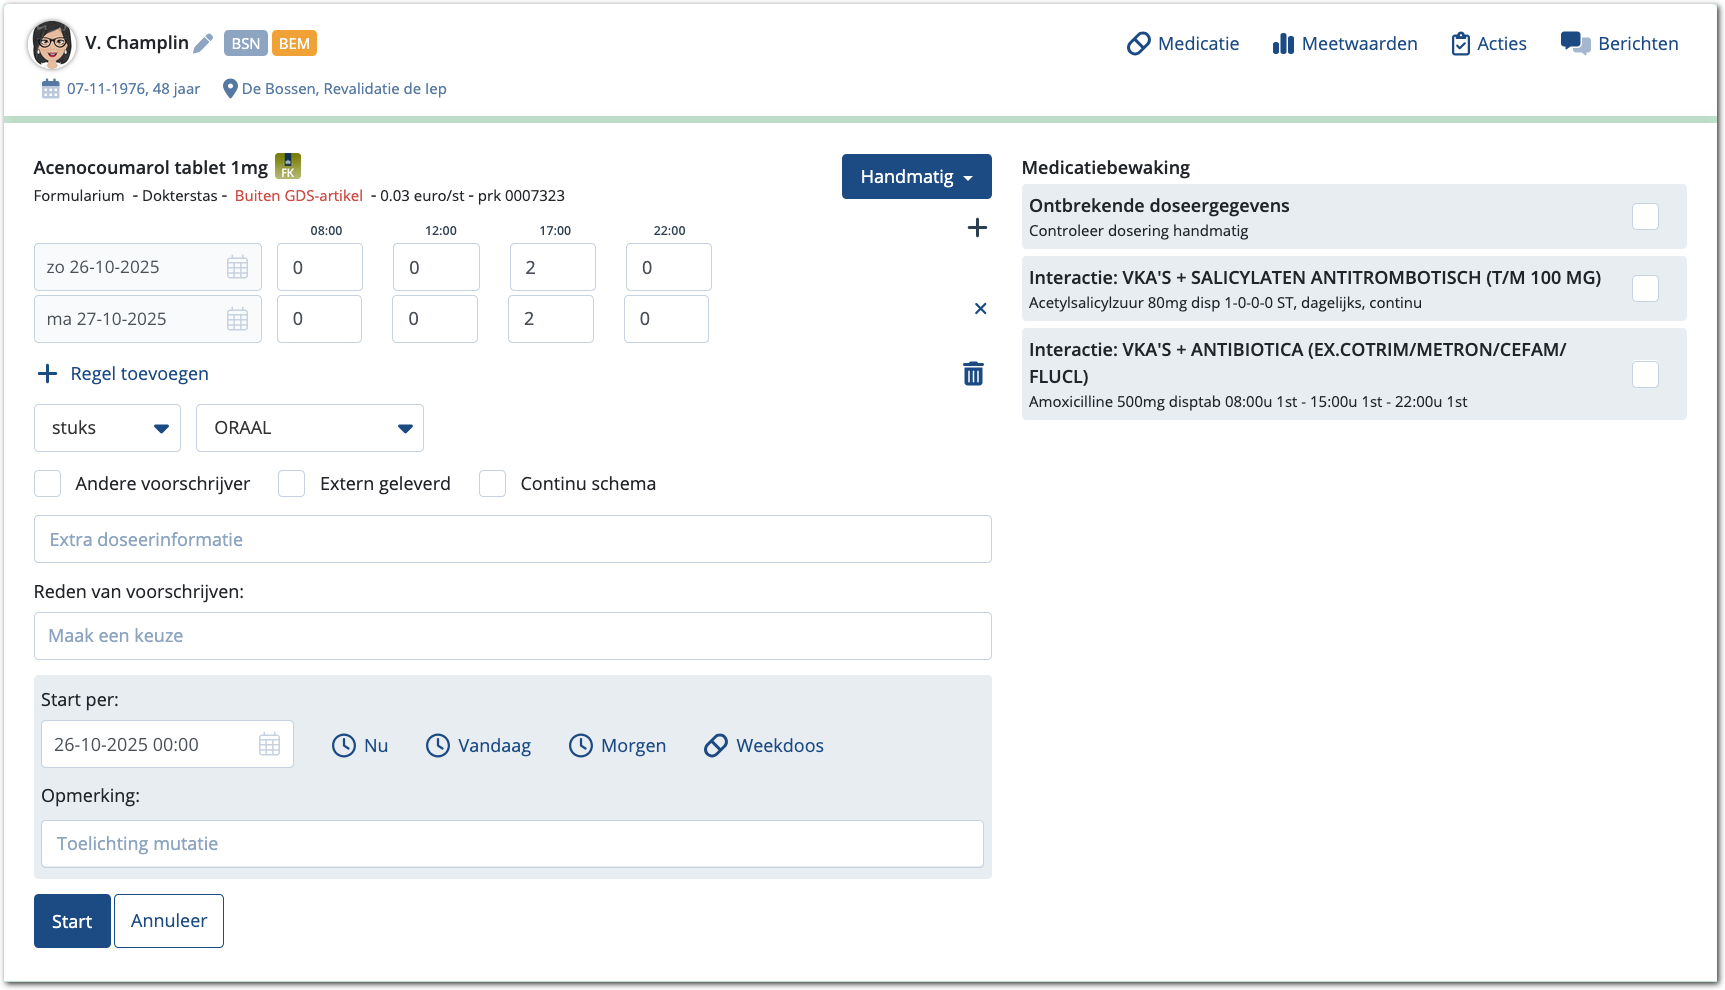 V. Champlin BSN BEM
Medicatie Meetwaarden Acties Berichten
07-11-1976, 48 jaar De Bossen, Revalidatie de Iep
Acenocoumarol tablet 1mg FK
Formularium - Dokterstas - Buiten GDS-artikel - 0.03 euro/st - prk 0007323
Handmatig
08:00 12:00 17:00 22:00
zo 26-10-2025 0 0 2 0
ma 27-10-2025 0 0 2 0
Regel toevoegen
stuks ORAAL
Andere voorschrijver Extern geleverd Continu schema
Extra doseerinformatie
Reden van voorschrijven:
Maak een keuze
Start per:
26-10-2025 00:00 Nu Vandaag Morgen Weekdoos
Opmerking:
Toelichting mutatie
Start Annuleer
Medicatiebewaking
Ontbrekende doseergegevens
Controleer dosering handmatig
Interactie: VKA'S + SALICYLATEN ANTITROMBOTISCH (T/M 100 MG)
Acetylsalicylzuur 80mg disp 1-0-0-0 ST, dagelijks, continu
Interactie: VKA'S + ANTIBIOTICA (EX.COTRIM/METRON/CEFAM/
FLUCL)
Amoxicilline 500mg disptab 08:00u 1st - 15:00u 1st - 22:00u 1st